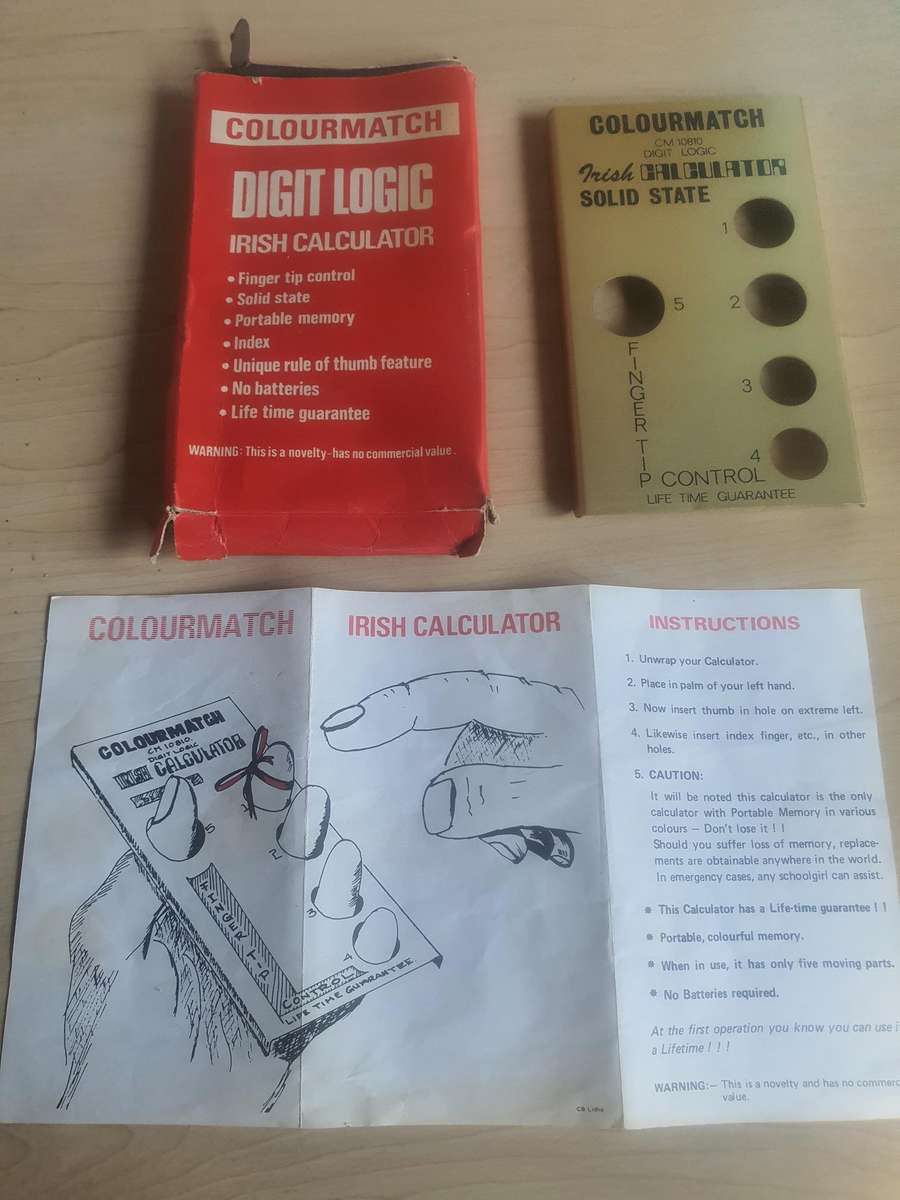 COLOURMATCH
DIGIT LOGIC
IRISH CALCULATOR
• Finger tip control
• Solid state
• Portable memory
• Index
• Unique rule of thumb feature
• No batteries
• Life time guarantee
WARNING: This is a novelty-has no commercial value.
COLOURMATCH
CM 10810
DIGIT LOGIC
Irish CALCULATOR
SOLID STATE
1
5
2
3
4
FINGER TIP CONTROL
LIFE TIME GUARANTEE
COLOURMATCH
COLOURMATCH
CM 10810.
DIGIT LOGIC
IRISH CALCULATOR
5
2
3
4
FINGER TIP
CONTROL
LIFE TIME GUARANTEE.
IRISH CALCULATOR
CB Litho
INSTRUCTIONS
1. Unwrap your Calculator.
2. Place in palm of your left hand.
3. Now insert thumb in hole on extreme left.
4. Likewise insert index finger, etc., in other
holes.
5. CAUTION:
It will be noted this calculator is the only
calculator with Portable Memory in various
colours — Don't lose it ! !
Should you suffer loss of memory, replace-
ments are obtainable anywhere in the world.
In emergency cases, any schoolgirl can assist.
* This Calculator has a Life-time guarantee ! !
* Portable, colourful memory.
* When in use, it has only five moving parts.
* No Batteries required.
At the first operation you know you can use i
a Lifetime ! ! !
WARNING:— This is a novelty and has no commerc
value.